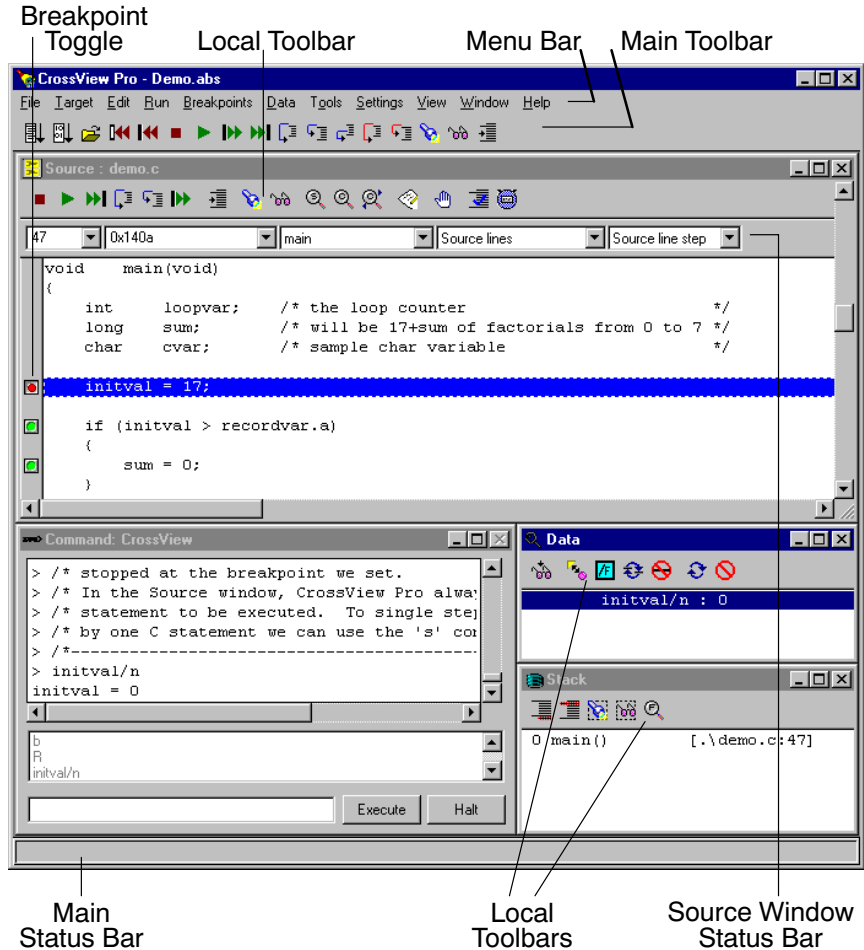 Breakpoint
Toggle
Local Toolbar
Menu Bar
Main Toolbar
CrossView Pro - Demo.abs
File Target Edit Run Breakpoints Data Tools Settings View Window Help
Source : demo.c
47 0x140a main Source lines Source line step
void main(void)
{
int loopvar; /* the loop counter */
long sum; /* will be 17+sum of factorials from 0 to 7 */
char cvar; /* sample char variable */
initval = 17;
if (initval > recordvar.a)
{
sum = 0;
}
Command: CrossView
> /* stopped at the breakpoint we set.
> /* In the Source window, CrossView Pro alway
> /* statement to be executed. To single step
> /* by one C statement we can use the 's' com
> /*----------------------------------------
> initval/n
initval = 0
b
R
initval/n
Execute Halt
Data
initval/n : 0
Stack
0 main() [.\demo.c:47]
Main
Status Bar
Local
Toolbars
Source Window
Status Bar